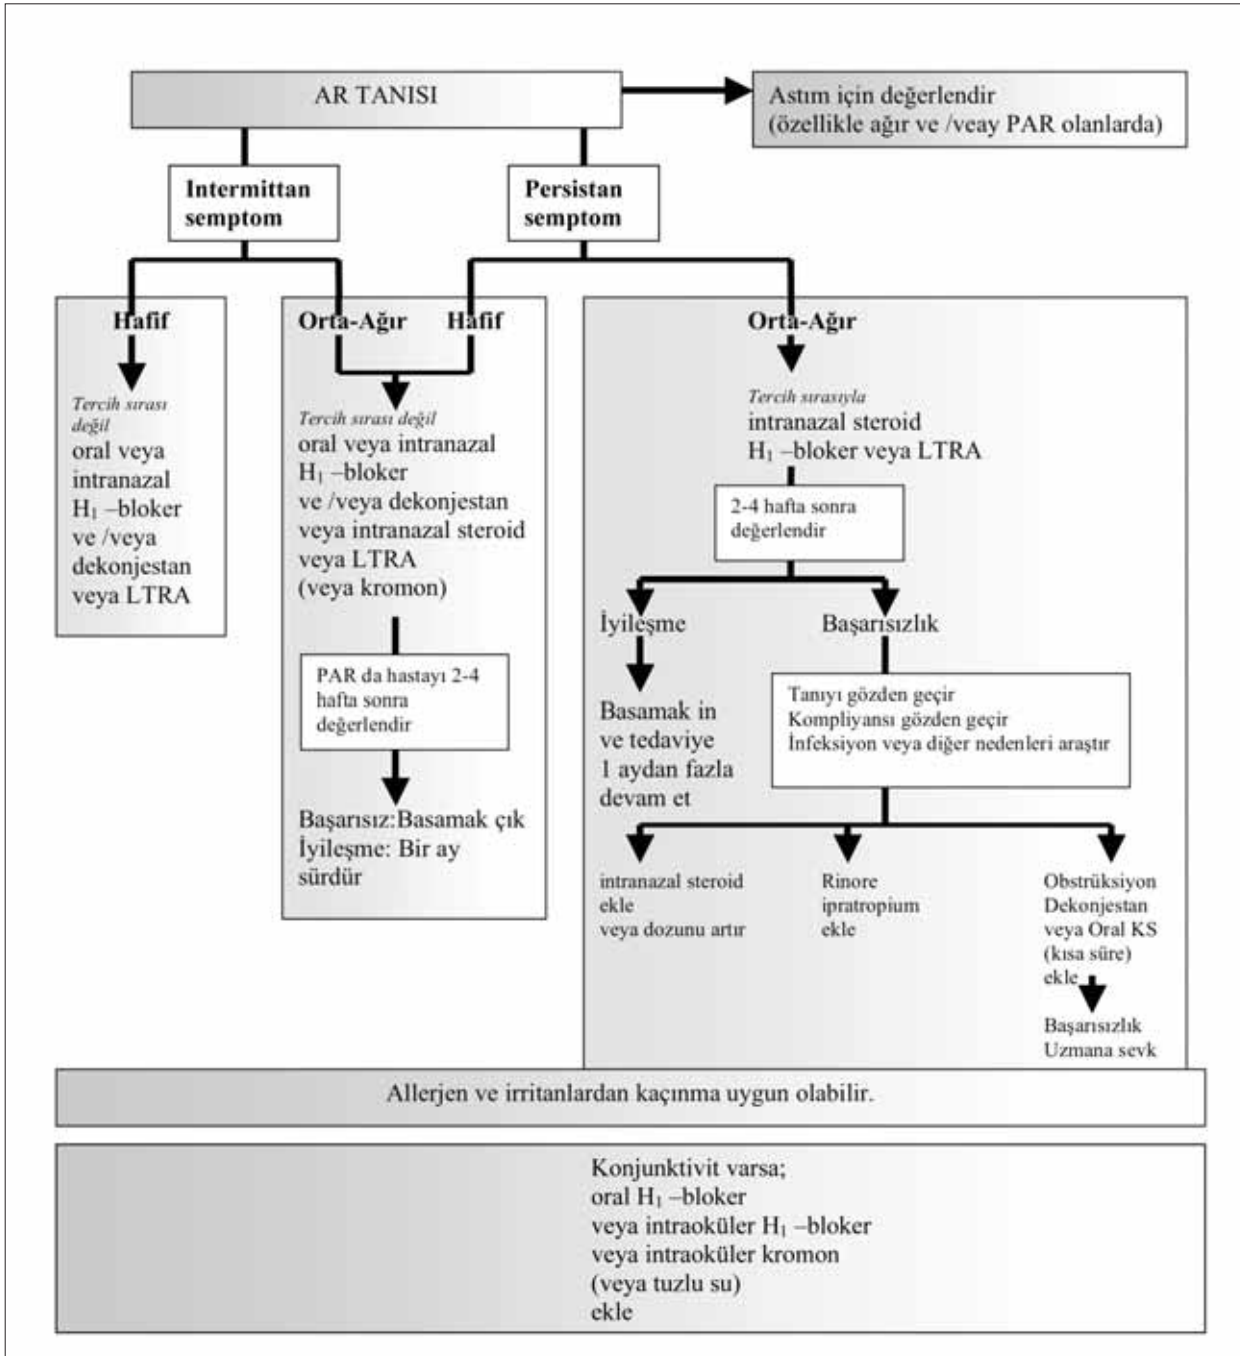 AR TANISI
Astım için değerlendir
(özellikle ağır ve /veay PAR olanlarda)
Intermittan
semptom
Persistan
semptom
Hafif
Tercih sırası
değil
oral veya
intranazal
H₁ –bloker
ve /veya
dekonjestan
veya LTRA
Orta-Ağır Hafif
Tercih sırası değil
oral veya intranazal
H₁ –bloker
ve /veya dekonjestan
veya intranazal steroid
veya LTRA
(veya kromon)
PAR da hastayı 2-4
hafta sonra
değerlendir
Başarısız:Basamak çık
İyileşme: Bir ay
sürdür
Orta-Ağır
Tercih sırasıyla
intranazal steroid
H₁ –bloker veya LTRA
2-4 hafta sonra
değerlendir
İyileşme
Basamak in
ve tedaviye
1 aydan fazla
devam et
Başarısızlık
Tanıyı gözden geçir
Kompliyansı gözden geçir
İnfeksiyon veya diğer nedenleri araştır
intranazal steroid
ekle
veya dozunu artır
Rinore
ipratropium
ekle
Obstrüksiyon
Dekonjestan
veya Oral KS
(kısa süre)
ekle
Başarısızlık
Uzmana sevk
Allerjen ve irritanlardan kaçınma uygun olabilir.
Konjunktivit varsa;
oral H₁ –bloker
veya intraoküler H₁ –bloker
veya intraoküler kromon
(veya tuzlu su)
ekle